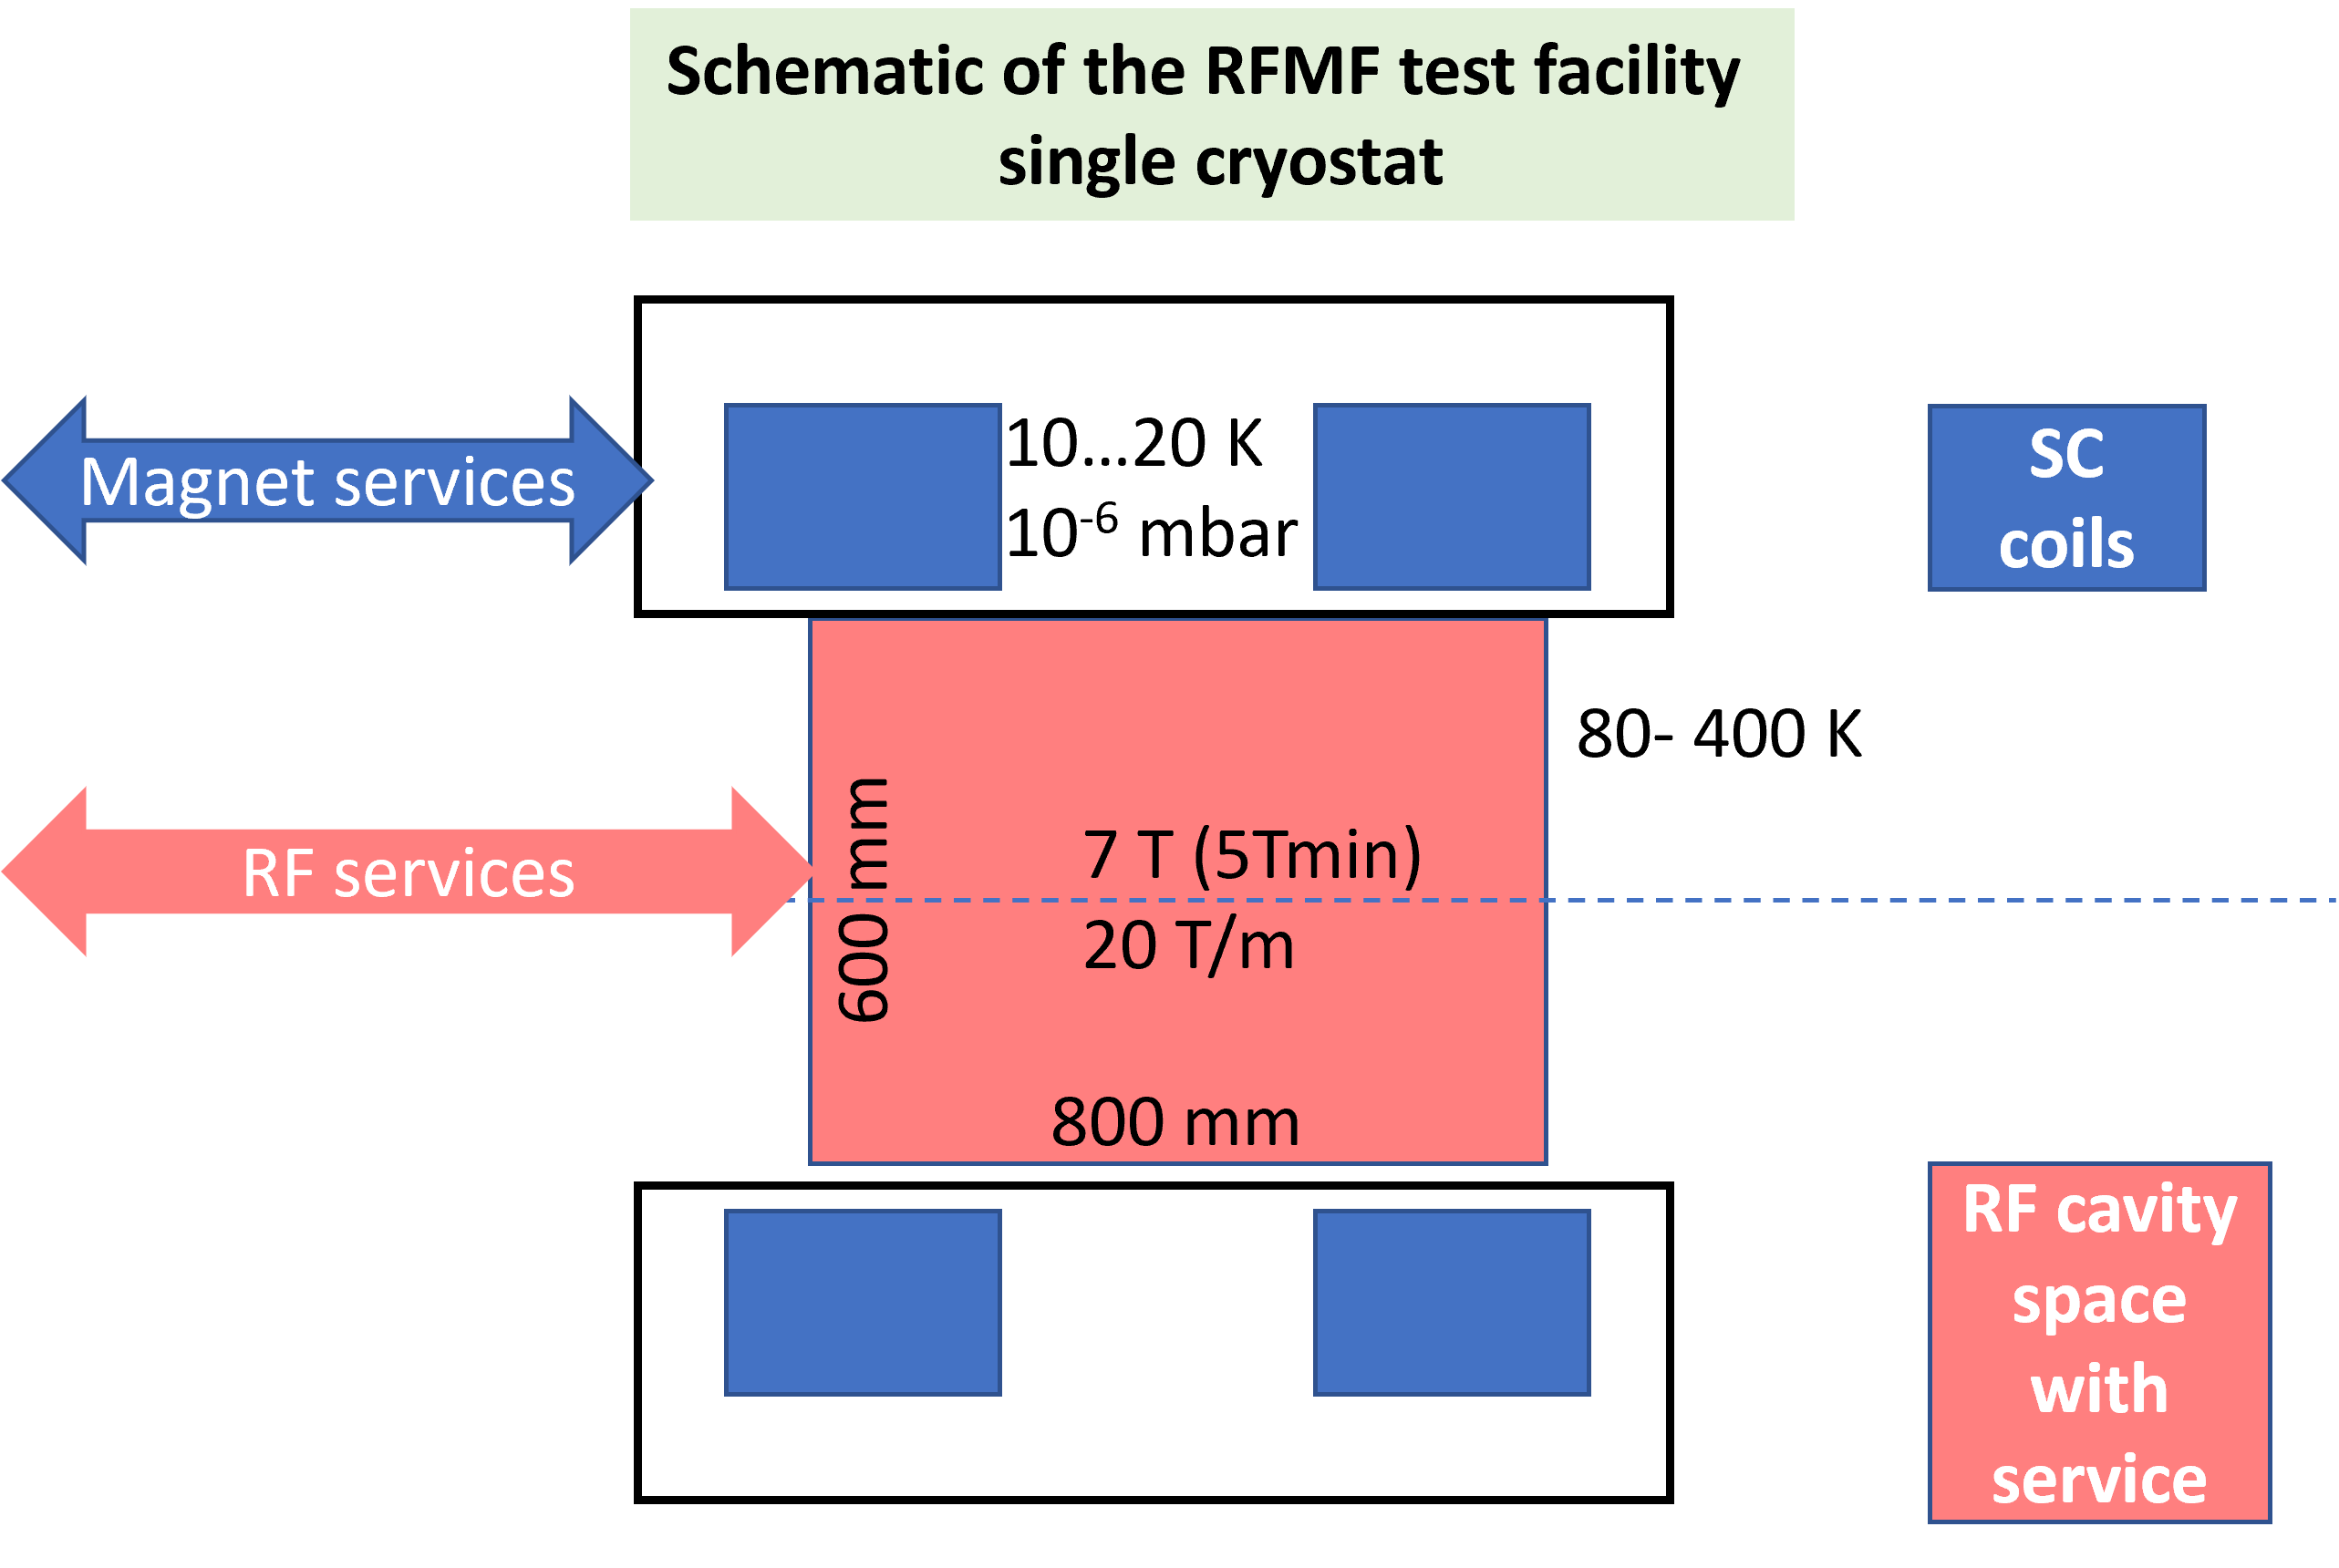 Schematic of the RFMF test facility
single cryostat
10...20 K
10⁻⁶ mbar
Magnet services
SC
coils
80- 400 K
RF services
600 mm
7 T (5Tmin)
20 T/m
800 mm
RF cavity
space
with
service